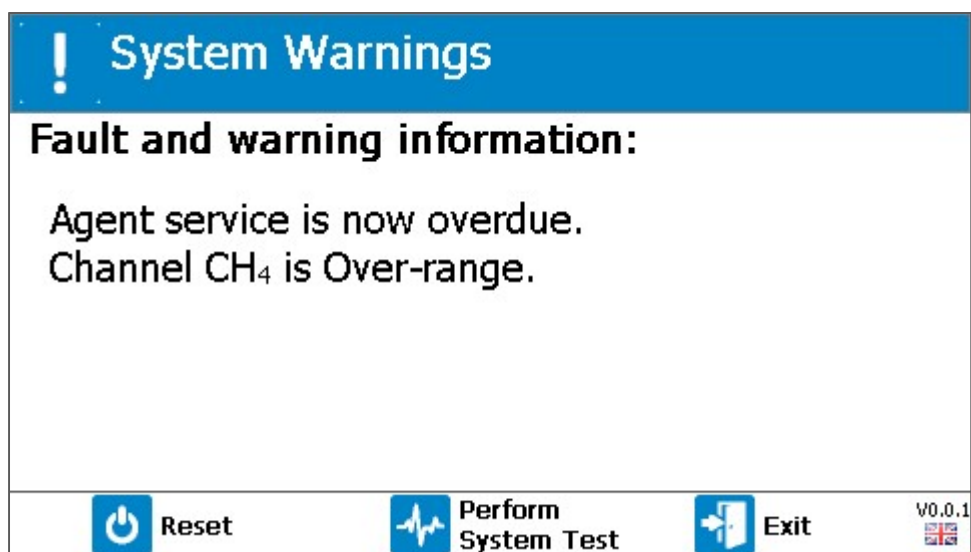 System Warnings
Fault and warning information:
Agent service is now overdue.
Channel CH₄ is Over-range.
Reset
Perform
System Test
Exit
V0.0.1